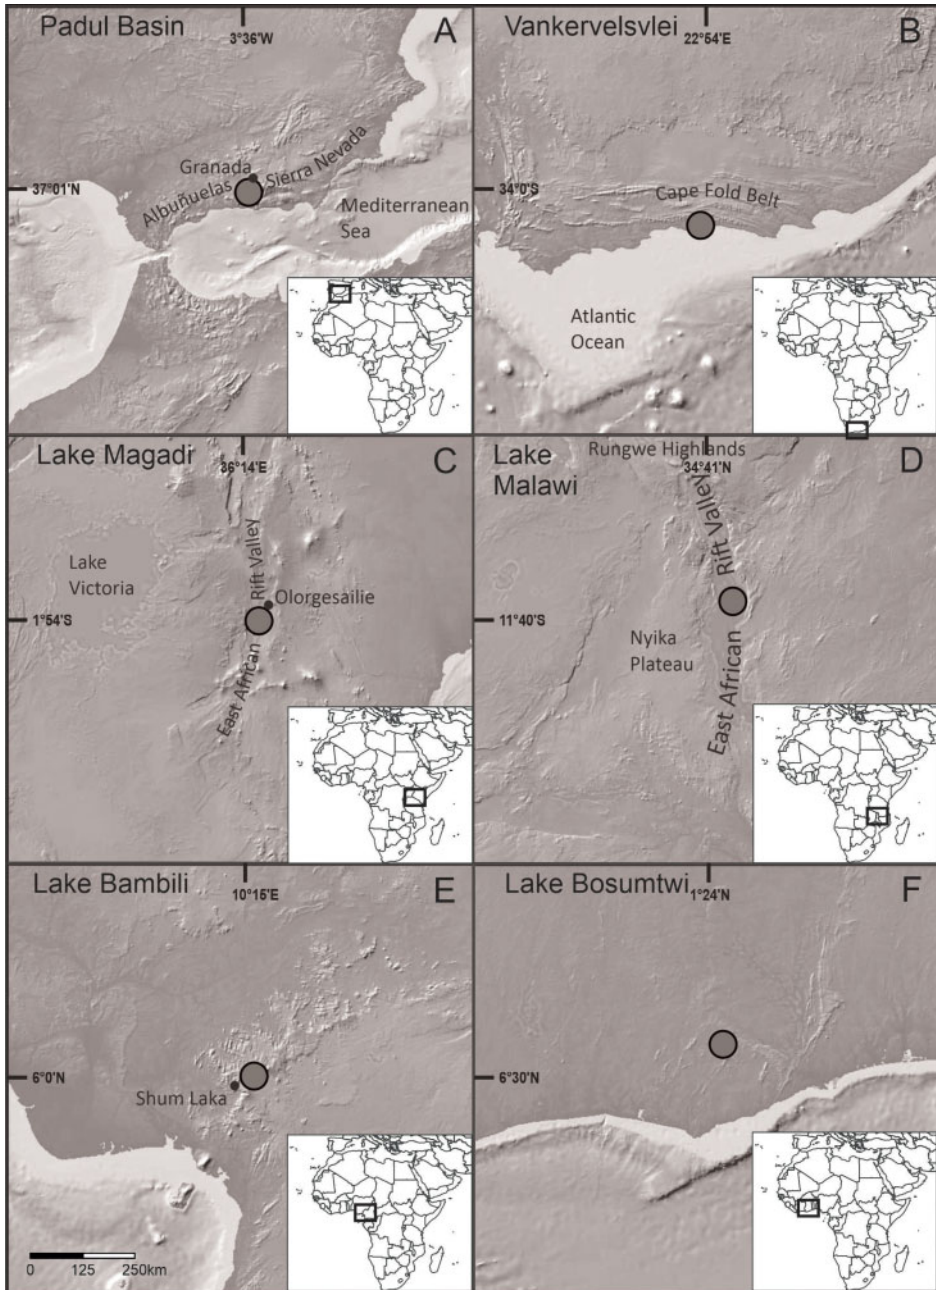 Padul Basin
3°36'W
A
Granada
Sierra Nevada
Albuñuelas
37°01'N
Mediterranean
Sea
Vankervelsvlei
22°54'E
B
34°0'S
Cape Fold Belt
Atlantic
Ocean
Lake Magadi
36°14'E
C
Lake
Victoria
Rift Valley
Olorgesailie
1°54'S
East African
Lake
Malawi
Rungwe Highlands
34°41'N
D
Rift Valley
11°40'S
Nyika
Plateau
East African
Lake Bambili
10°15'E
E
6°0'N
Shum Laka
0 125 250km
Lake Bosumtwi
1°24'N
F
6°30'N